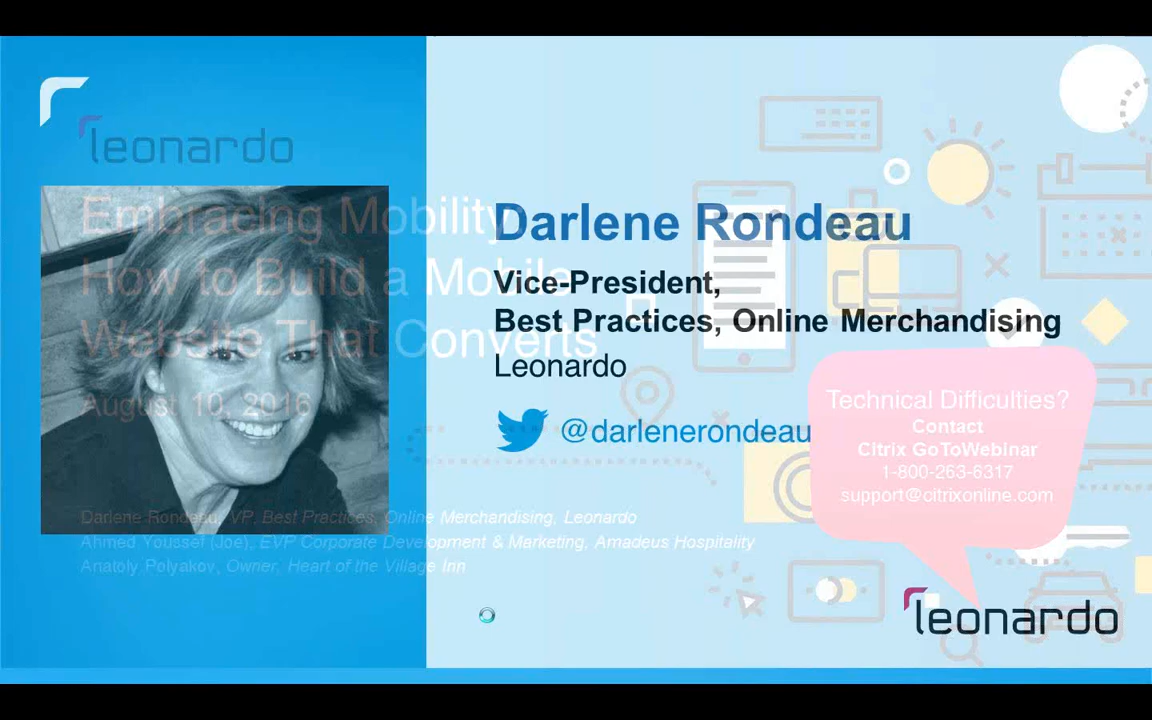 leonardo
Embracing Mobility
How to Build a Mobile
Website That Converts
August 10, 2016
Darlene Rondeau, VP, Best Practices, Online Merchandising, Leonardo
Ahmed Youssef (Joe), EVP Corporate Development & Marketing, Amadeus Hospitality
Anatoly Polyakov, Owner, Heart of the Village Inn
Darlene Rondeau
Vice-President,
Best Practices, Online Merchandising
Leonardo
@darlenerondeau
Technical Difficulties?
Contact
Citrix GoToWebinar
1-800-263-6317
support@citrixonline.com
leonardo